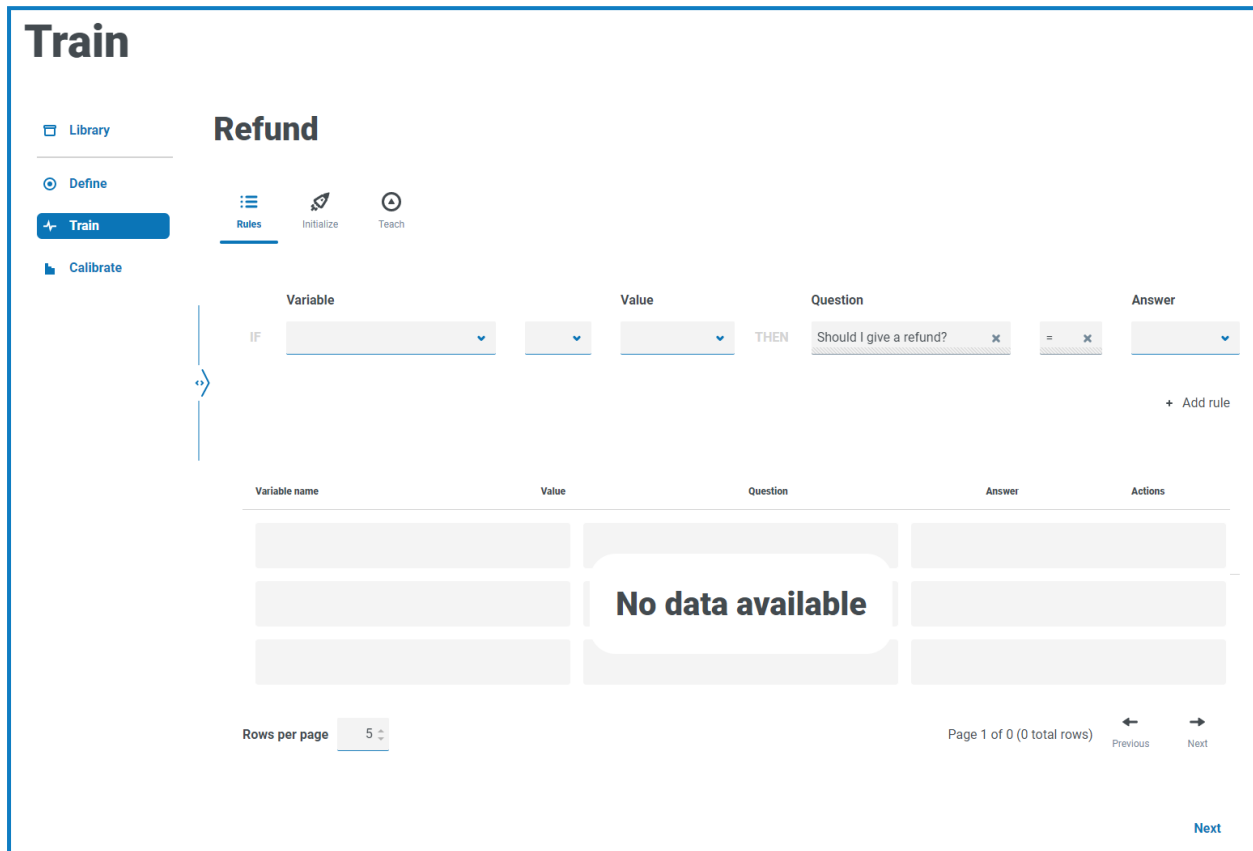 Train
Library
Define
Train
Calibrate
Refund
Rules Initialize Teach
Variable Value Question Answer
IF THEN Should I give a refund? =
+ Add rule
Variable name Value Question Answer Actions
No data available
Rows per page 5 Page 1 of 0 (0 total rows) Previous Next
Next